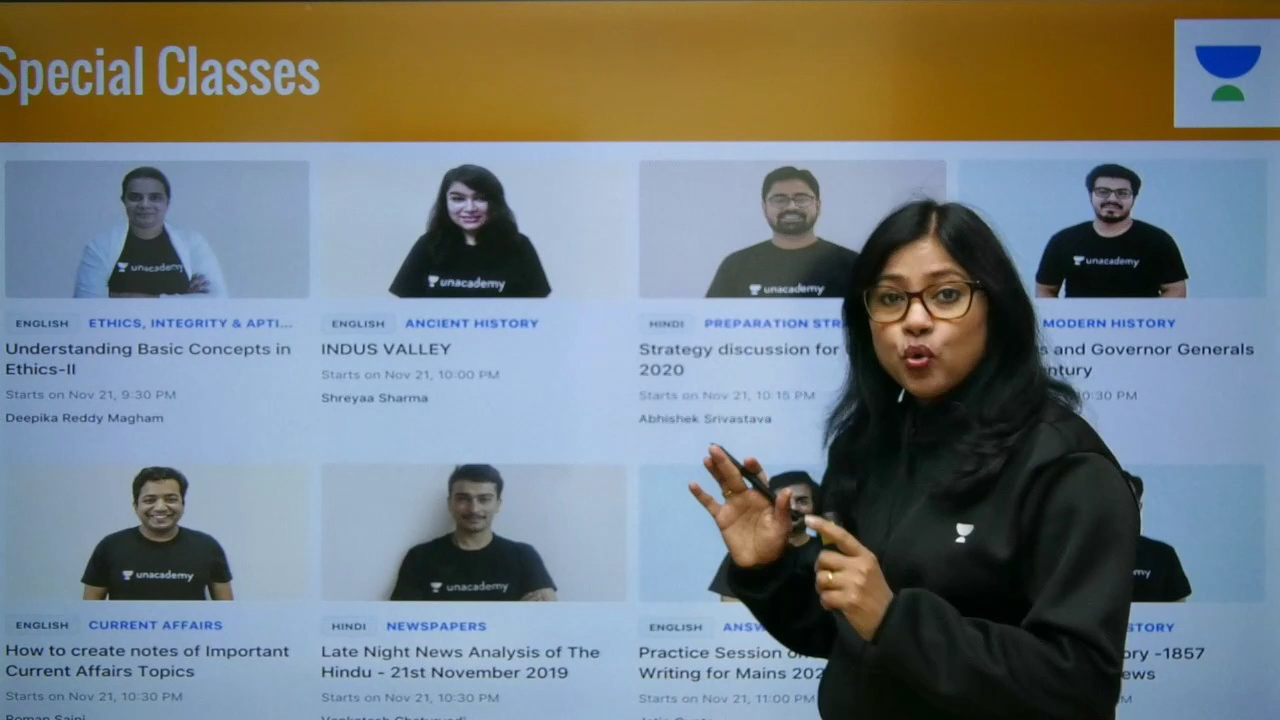 Special Classes
unacademy
unacademy
unacademy
unacademy
ENGLISH ETHICS, INTEGRITY & APTI...
Understanding Basic Concepts in
Ethics-II
Starts on Nov 21, 9:30 PM
Deepika Reddy Magham
ENGLISH ANCIENT HISTORY
INDUS VALLEY
Starts on Nov 21, 10:00 PM
Shreyaa Sharma
HINDI PREPARATION STR
Strategy discussion for
2020
Starts on Nov 21, 10:15 PM
Abhishek Srivastava
MODERN HISTORY
s and Governor Generals
ntury
0:30 PM
unacademy
unacademy
my
ENGLISH CURRENT AFFAIRS
How to create notes of Important
Current Affairs Topics
Starts on Nov 21, 10:30 PM
Roman Saini
HINDI NEWSPAPERS
Late Night News Analysis of The
Hindu - 21st November 2019
Starts on Nov 21, 10:30 PM
ENGLISH ANSW
Practice Session on
Writing for Mains 202
Starts on Nov 21, 11:00 PM
STORY
ory -1857
ews
M